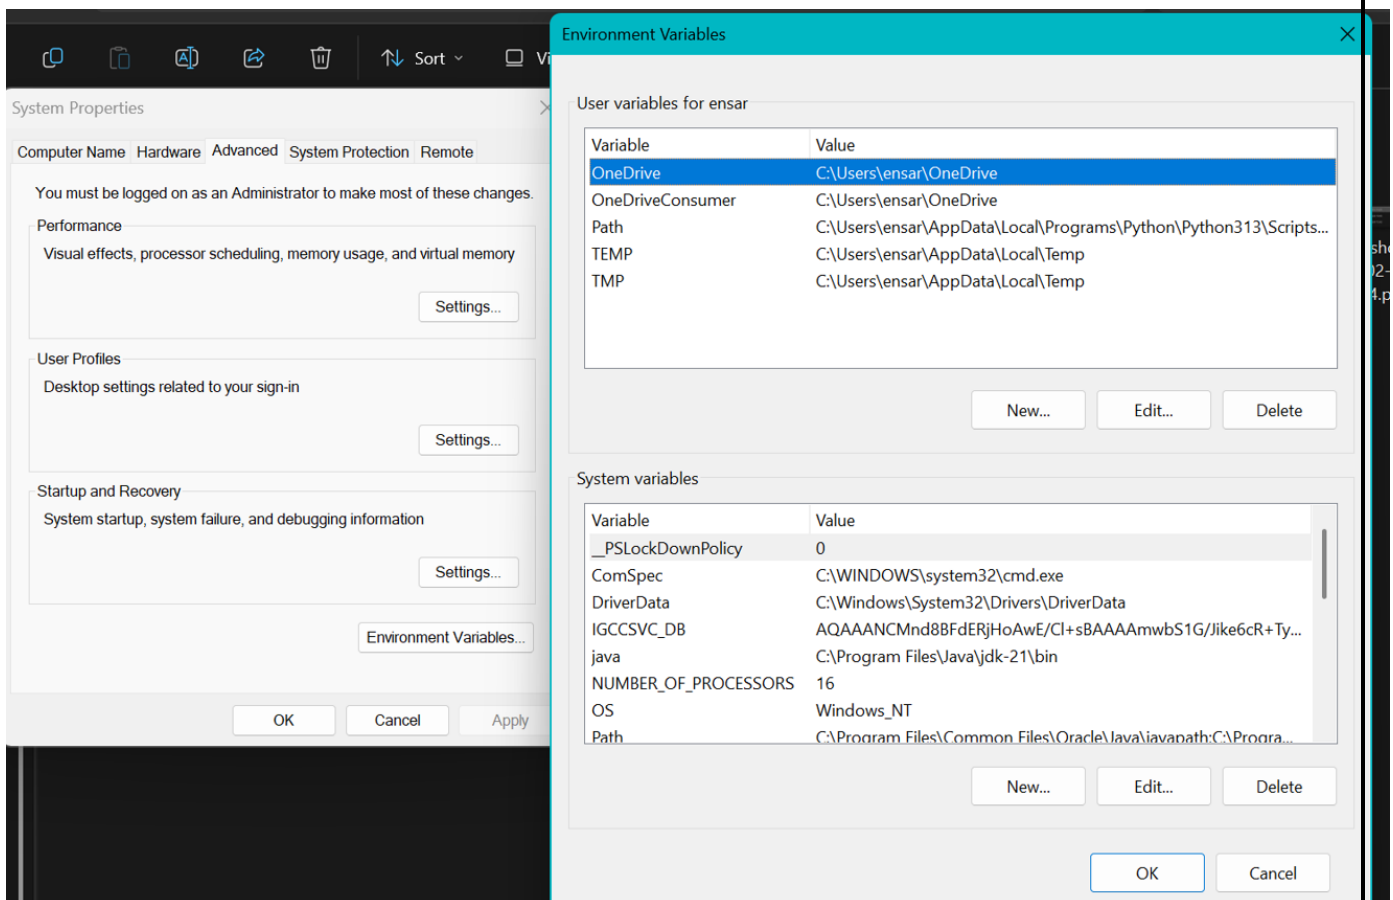 Sort
Vi
System Properties
Computer Name Hardware Advanced System Protection Remote
You must be logged on as an Administrator to make most of these changes.
Performance
Visual effects, processor scheduling, memory usage, and virtual memory
Settings...
User Profiles
Desktop settings related to your sign-in
Settings...
Startup and Recovery
System startup, system failure, and debugging information
Settings...
Environment Variables...
OK Cancel Apply
Environment Variables
User variables for ensar
Variable Value
OneDrive C:\Users\ensar\OneDrive
OneDriveConsumer C:\Users\ensar\OneDrive
Path C:\Users\ensar\AppData\Local\Programs\Python\Python313\Scripts...
TEMP C:\Users\ensar\AppData\Local\Temp
TMP C:\Users\ensar\AppData\Local\Temp
New... Edit... Delete
System variables
Variable Value
__PSLockDownPolicy 0
ComSpec C:\WINDOWS\system32\cmd.exe
DriverData C:\Windows\System32\Drivers\DriverData
IGCCSVC_DB AQAAANCMnd8BFdERjHoAwE/Cl+sBAAAAmwbS1G/Jike6cR+Ty...
java C:\Program Files\Java\jdk-21\bin
NUMBER_OF_PROCESSORS 16
OS Windows_NT
Path C:\Program Files\Common Files\Oracle\Java\javapath;C:\Progra...
New... Edit... Delete
OK Cancel